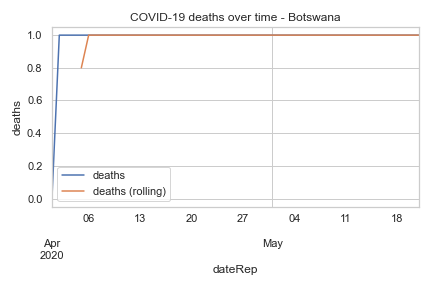 COVID-19 deaths over time - Botswana
1.0
0.8
0.6
0.4
0.2
0.0
deaths
deaths
deaths (rolling)
06 13 20 27 04 11 18
Apr May
2020
dateRep